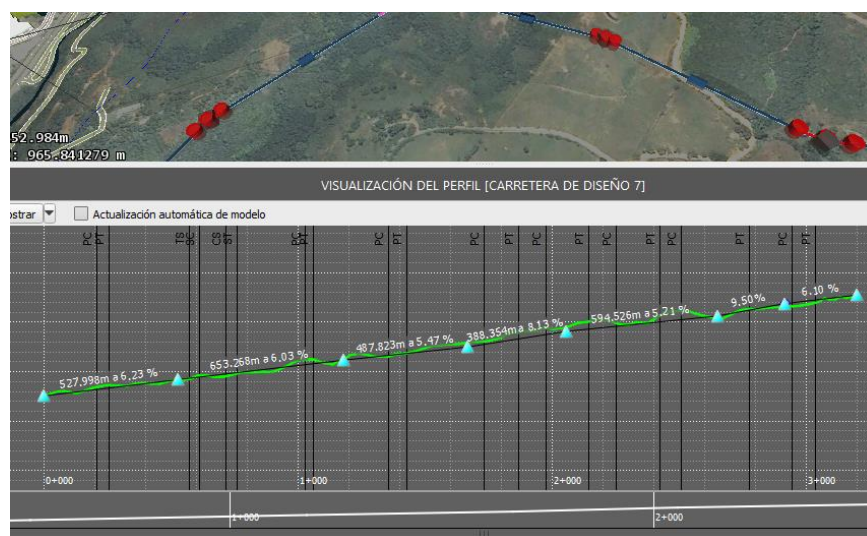 52.984m
: 965.841279 m
VISUALIZACIÓN DEL PERFIL [CARRETERA DE DISEÑO 7]
ostrar
Actualización automática de modelo
PC PT TS SC CS ST PC PT PC PT PC PT PC PT PC PT PC PT PC PT
527.998m a 6.23 %
653.268m a 6.03 %
487.823m a 5.47 %
388.354m a 8.13 %
594.526m a 5.21 %
9.50 %
6.10 %
0+000 1+000 2+000 3+000
1+000 2+000